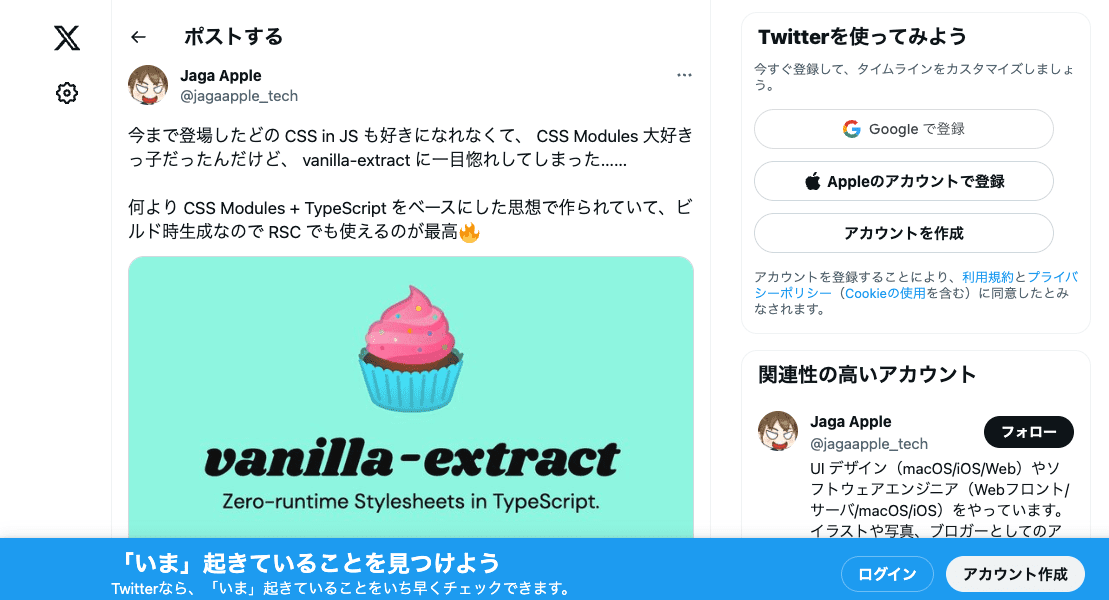 ポストする
Jaga Apple
@jagaapple_tech
今まで登場したどの CSS in JS も好きになれなくて、 CSS Modules 大好き
っ子だったんだけど、 vanilla-extract に一目惚れしてしまった……
何より CSS Modules + TypeScript をベースにした思想で作られていて、ビ
ルド時生成なので RSC でも使えるのが最高🔥
vanilla-extract
Zero-runtime Stylesheets in TypeScript.
Twitterを使ってみよう
今すぐ登録して、タイムラインをカスタマイズしましょ
う。
Google で登録
Appleのアカウントで登録
アカウントを作成
アカウントを登録することにより、利用規約とプライバ
シーポリシー（Cookieの使用を含む）に同意したとみ
なされます。
関連性の高いアカウント
Jaga Apple
@jagaapple_tech
フォロー
UI デザイン（macOS/iOS/Web）やソ
フトウェアエンジニア（Webフロント/
サーバ/macOS/iOS）をやっています。
イラストや写真、ブロガーとしてのア
「いま」起きていることを見つけよう
Twitterなら、「いま」起きていることをいち早くチェックできます。
ログイン
アカウント作成